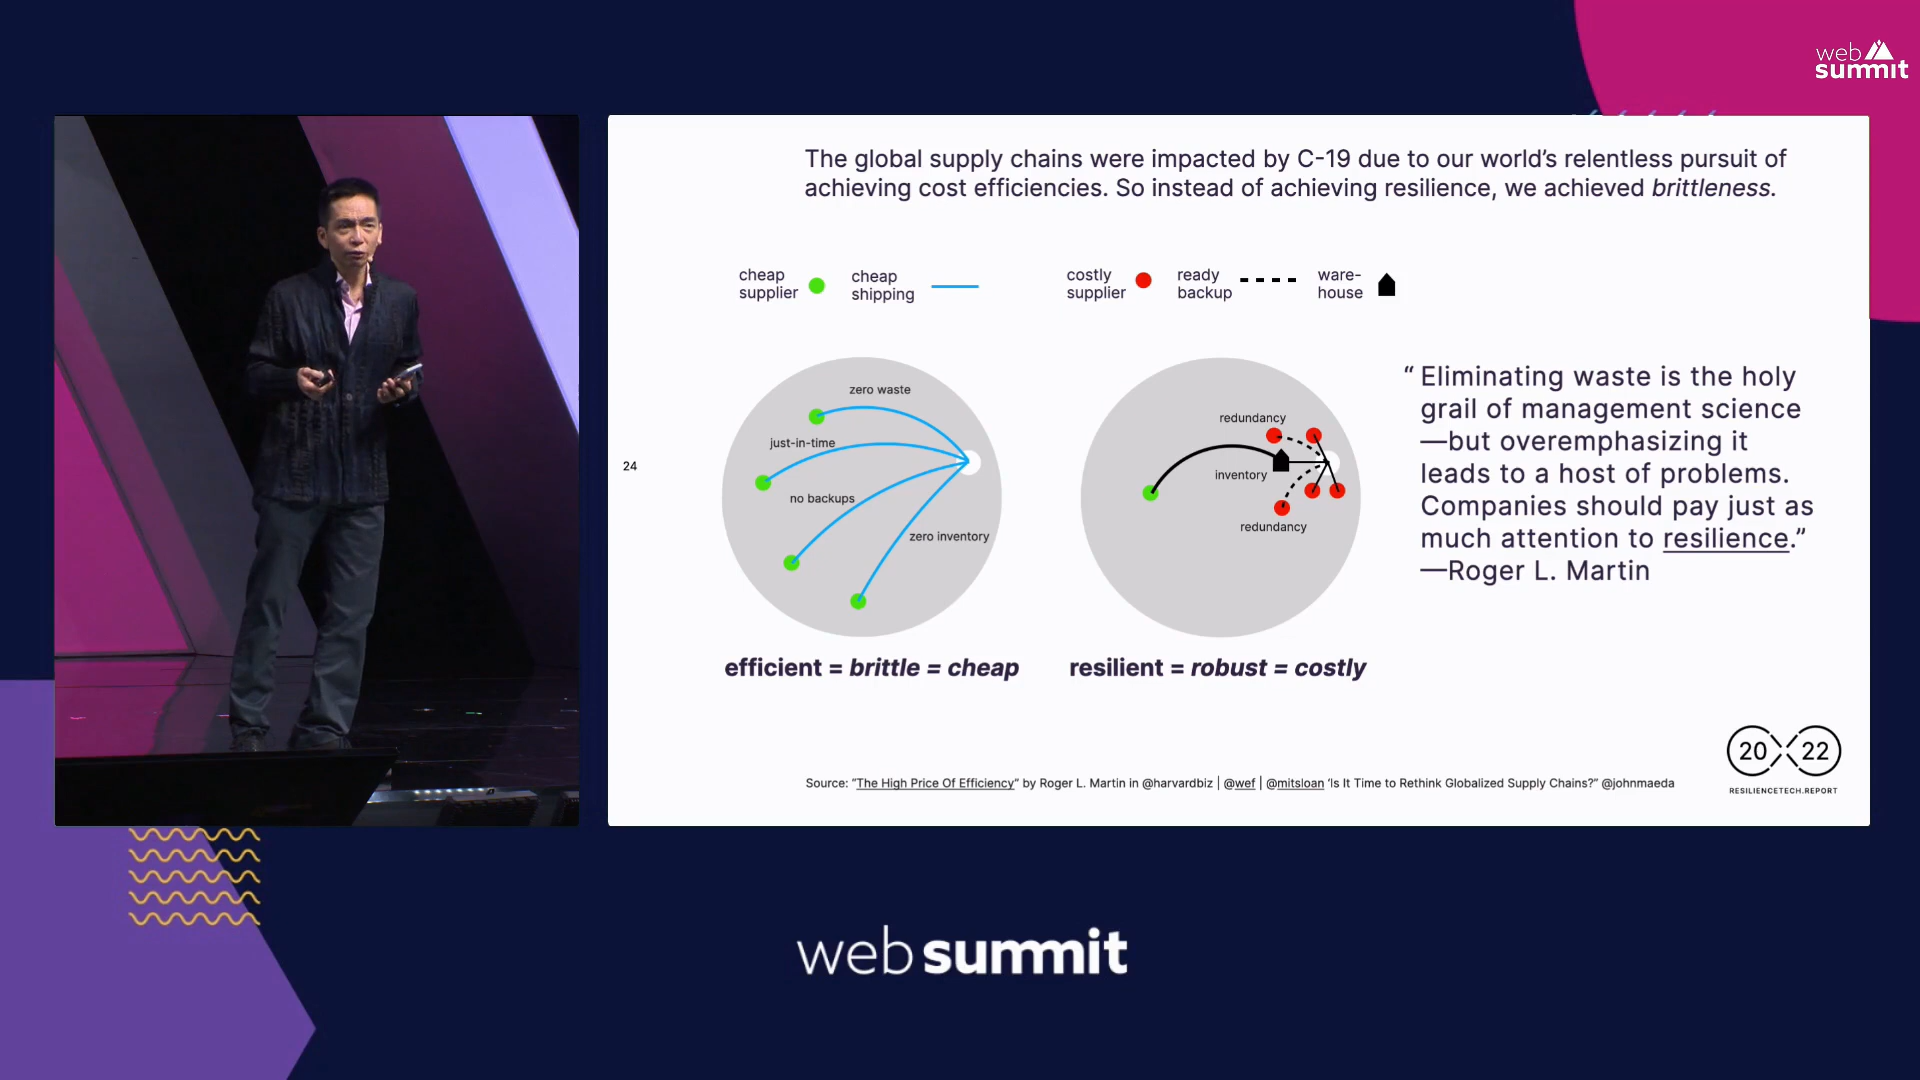 web
summit
The global supply chains were impacted by C-19 due to our world’s relentless pursuit of
achieving cost efficiencies. So instead of achieving resilience, we achieved brittleness.
cheap
supplier
cheap
shipping
costly
supplier
ready
backup
ware-
house
zero waste
just-in-time
no backups
zero inventory
efficient = brittle = cheap
redundancy
inventory
redundancy
resilient = robust = costly
24
“ Eliminating waste is the holy
grail of management science
—but overemphasizing it
leads to a host of problems.
Companies should pay just as
much attention to resilience.”
—Roger L. Martin
20 22
RESILIENCETECH.REPORT
Source: “The High Price Of Efficiency” by Roger L. Martin in @harvardbiz | @wef | @mitsloan ‘Is It Time to Rethink Globalized Supply Chains?” @johnmaeda
web summit